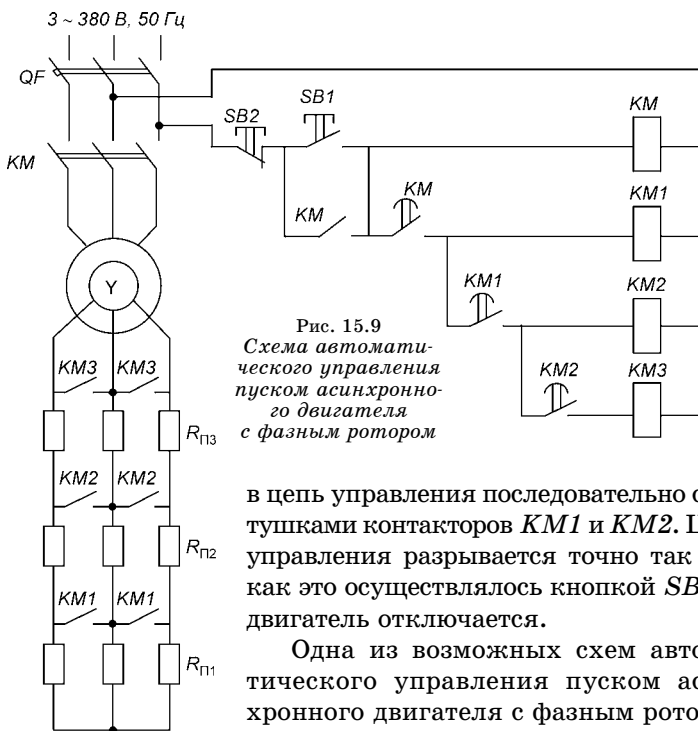 3 ~ 380 В, 50 Гц
QF
SB2
SB1
KM
KM
KM
KM
KM1
Y
KM1
KM2
Рис. 15.9
Схема автомати-
ческого управления
пуском асинхронно-
го двигателя
с фазным ротором
KM2
KM3
KM3
KM3
RП3
KM2
KM2
RП2
KM1
KM1
RП1
в цепь управления последовательно с
тушками контакторов KM1 и KM2.
управления разрывается точно так
как это осуществлялось кнопкой SB
двигатель отключается.
Одна из возможных схем авто
тического управления пуском ас
хронного двигателя с фазным рото